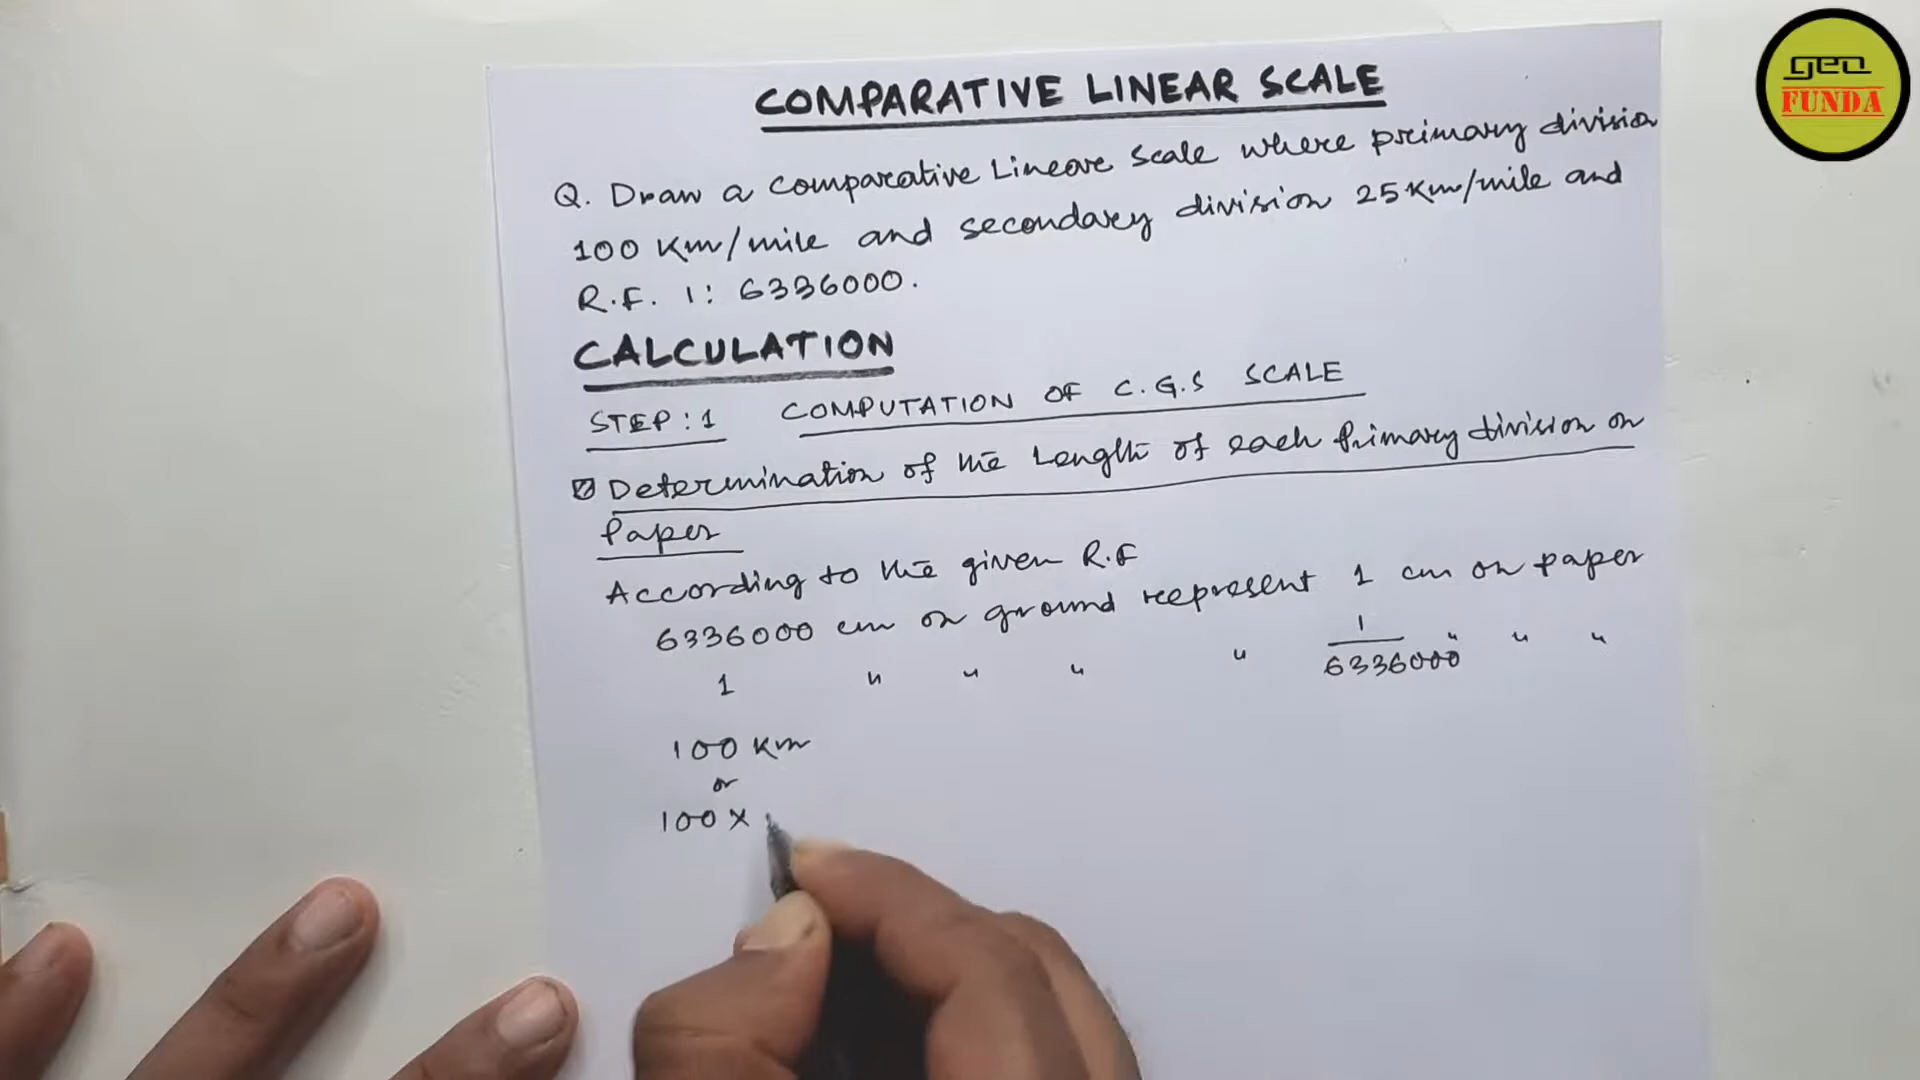 geo
FUNDA
COMPARATIVE LINEAR SCALE
Q. Draw a comparative Linear scale where primary division
100 Km/mile and secondary division 25 Km/mile and
R.F. 1: 6336000.
CALCULATION
STEP : 1 COMPUTATION OF C.G.S SCALE
Determination of the Length of each Primary division on
Paper
According to the given R.F
6336000 cm on ground represent 1 cm on paper
1 " " " " 1/6336000 " " "
100 Km
or
100 ×